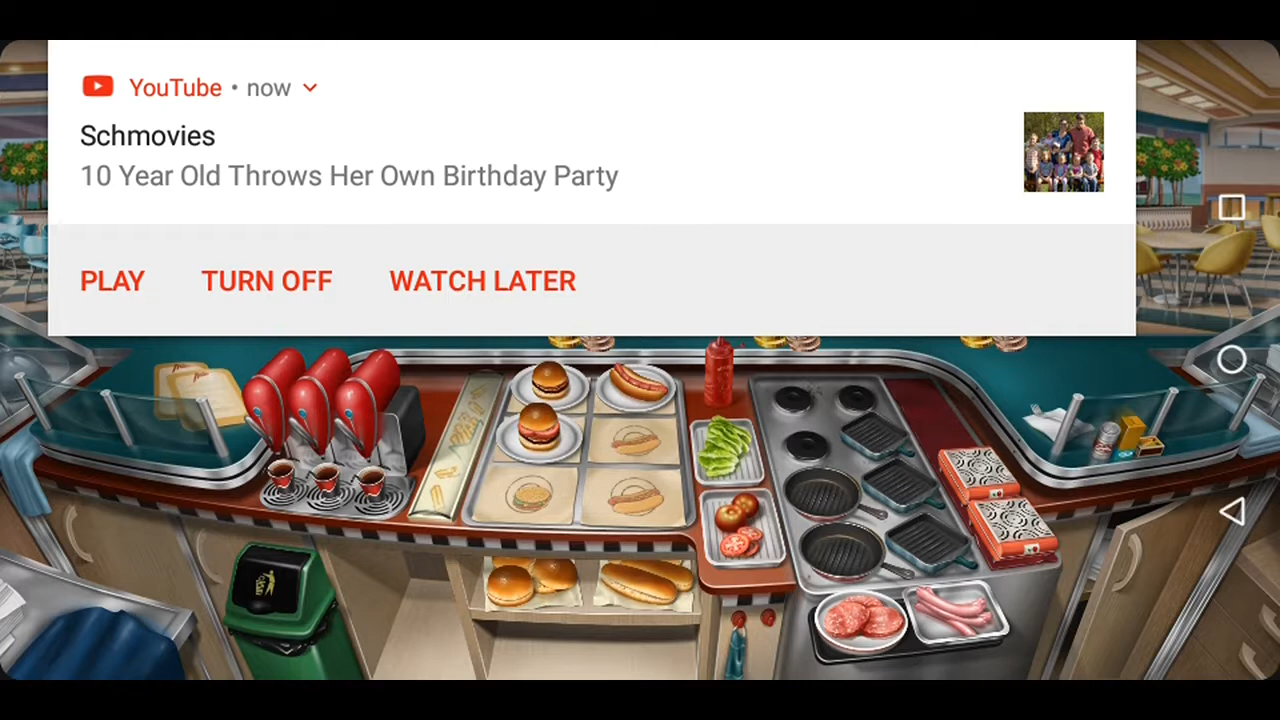 YouTube • now
Schmovies
10 Year Old Throws Her Own Birthday Party
PLAY TURN OFF WATCH LATER